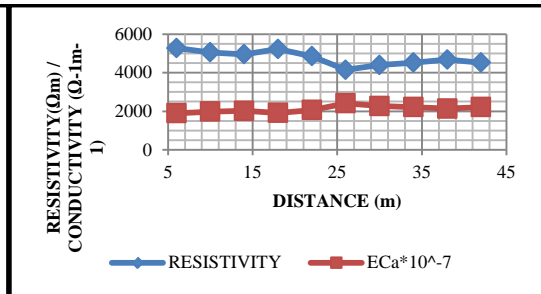 RESISTIVITY(Ωm) /
CONDUCTIVITY (Ω-1m-
1)
6000
4000
2000
0
5 15 25 35 45
DISTANCE (m)
RESISTIVITY ECa*10^-7